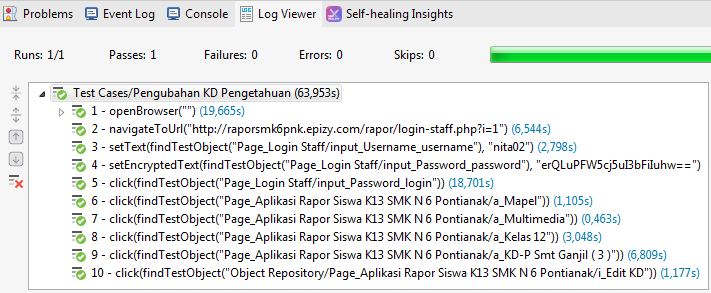 Problems Event Log Console Log Viewer Self-healing Insights
Runs: 1/1 Passes: 1 Failures: 0 Errors: 0 Skips: 0
Test Cases/Pengubahan KD Pengetahuan (63,953s)
1 - openBrowser("") (19,665s)
2 - navigateToUrl("http://raporsmk6pnk.epizy.com/rapor/login-staff.php?i=1") (6,544s)
3 - setText(findTestObject("Page_Login Staff/input_Username_username"), "nita02") (2,798s)
4 - setEncryptedText(findTestObject("Page_Login Staff/input_Password_password"), "erQLuPFW5cj5uI3bFiIuhw==")
5 - click(findTestObject("Page_Login Staff/input_Password_login")) (18,701s)
6 - click(findTestObject("Page_Aplikasi Rapor Siswa K13 SMK N 6 Pontianak/a_Mapel")) (1,105s)
7 - click(findTestObject("Page_Aplikasi Rapor Siswa K13 SMK N 6 Pontianak/a_Multimedia")) (0,463s)
8 - click(findTestObject("Page_Aplikasi Rapor Siswa K13 SMK N 6 Pontianak/a_Kelas 12")) (3,048s)
9 - click(findTestObject("Page_Aplikasi Rapor Siswa K13 SMK N 6 Pontianak/a_KD-P Smt Ganjil ( 3 )")) (6,809s)
10 - click(findTestObject("Object Repository/Page_Aplikasi Rapor Siswa K13 SMK N 6 Pontianak/i_Edit KD")) (1,177s)